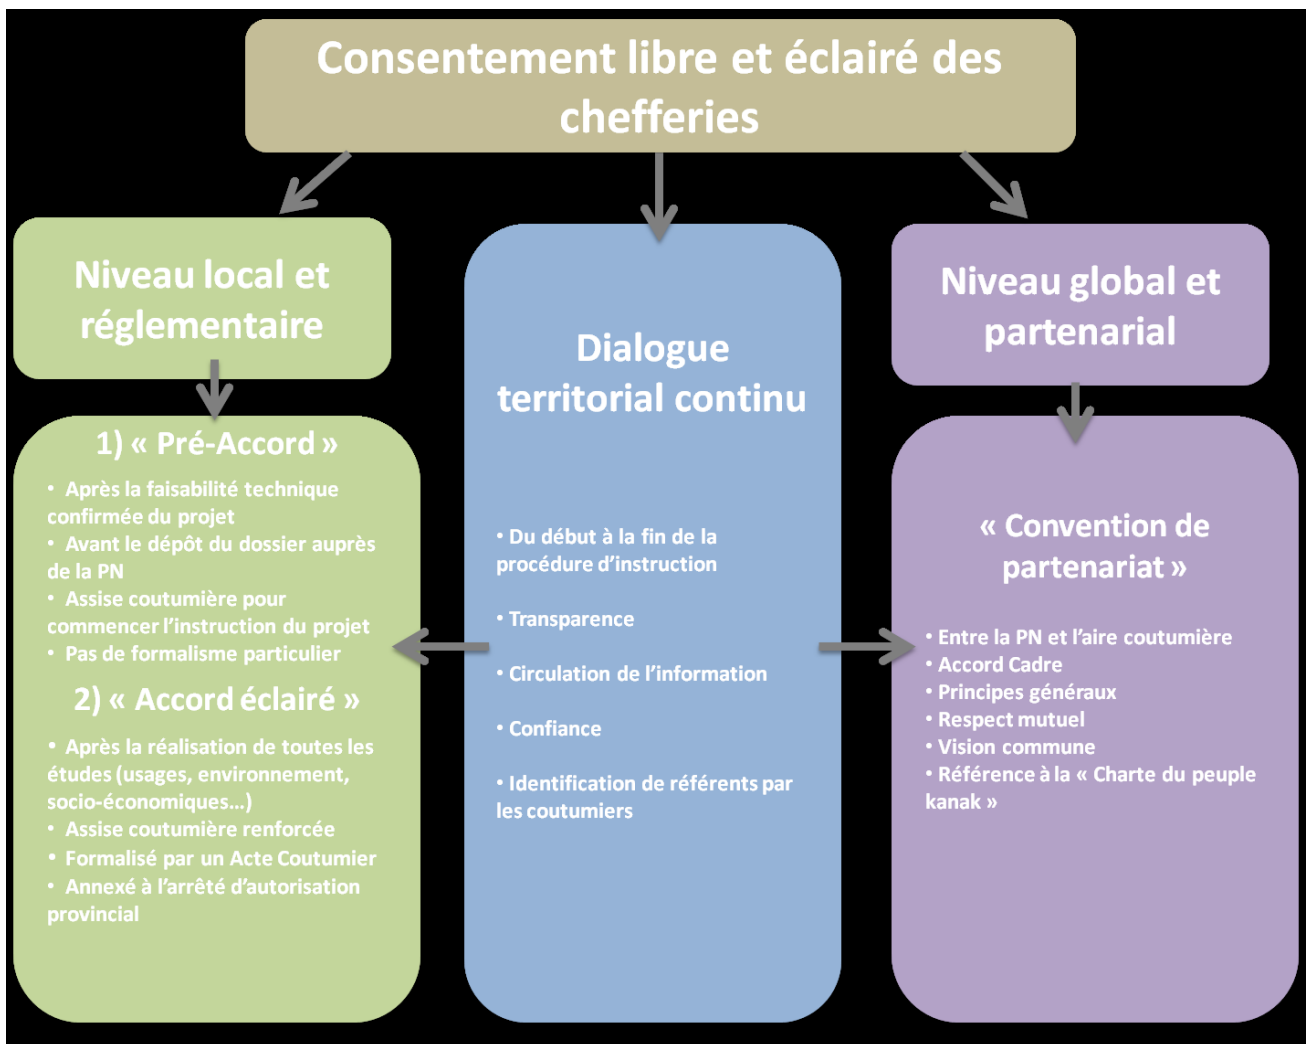 Consentement libre et éclairé des
chefferies
Niveau local et
réglementaire
1) « Pré-Accord »
• Après la faisabilité technique
confirmée du projet
• Avant le dépôt du dossier auprès
de la PN
• Assise coutumière pour
commencer l’instruction du projet
• Pas de formalisme particulier
2) « Accord éclairé »
• Après la réalisation de toutes les
études (usages, environnement,
socio-économiques…)
• Assise coutumière renforcée
• Formalisé par un Acte Coutumier
• Annexé à l’arrêté d’autorisation
provincial
Dialogue
territorial continu
• Du début à la fin de la
procédure d’instruction
• Transparence
• Circulation de l’information
• Confiance
• Identification de référents par
les coutumiers
Niveau global et
partenarial
« Convention de
partenariat »
• Entre la PN et l’aire coutumière
• Accord Cadre
• Principes généraux
• Respect mutuel
• Vision commune
• Référence à la « Charte du peuple
kanak »